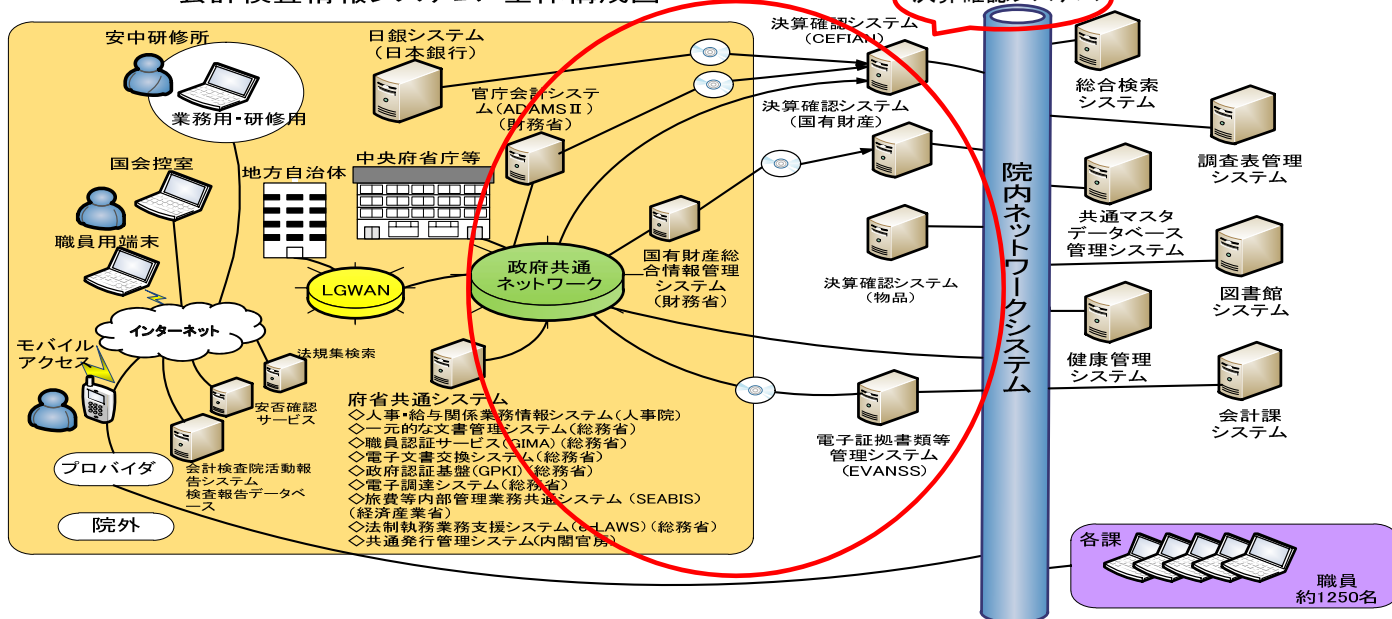 安中研修所
業務用・研修用
国会控室
職員用端末
インターネット
モバイル
アクセス
法規集検索
安否確認
サービス
会計検査院活動報
告システム
検査報告データベ
ース
プロバイダ
院外
地方自治体
中央府省庁等
LGWAN
日銀システム
(日本銀行)
官庁会計システ
ム(ADAMSⅡ)
(財務省)
政府共通
ネットワーク
国有財産総
合情報管理
システム
(財務省)
府省共通システム
◇人事・給与関係業務情報システム(人事院)
◇一元的な文書管理システム(総務省)
◇職員認証サービス(GIMA)(総務省)
◇電子文書交換システム(総務省)
◇政府認証基盤(GPKI)(総務省)
◇電子調達システム(総務省)
◇旅費等内部管理業務共通システム(SEABIS)
(経済産業省)
◇法制執務業務支援システム(e-LAWS)(総務省)
◇共通発行管理システム(内閣官房)
決算確認システム
(CEFIAN)
決算確認システム
(国有財産)
決算確認システム
(物品)
電子証拠書類等
管理システム
(EVANSS)
院内ネットワークシステム
総合検索
システム
調査表管理
システム
共通マスタ
データベース
管理システム
図書館
システム
健康管理
システム
会計課
システム
各課
職員
約1250名